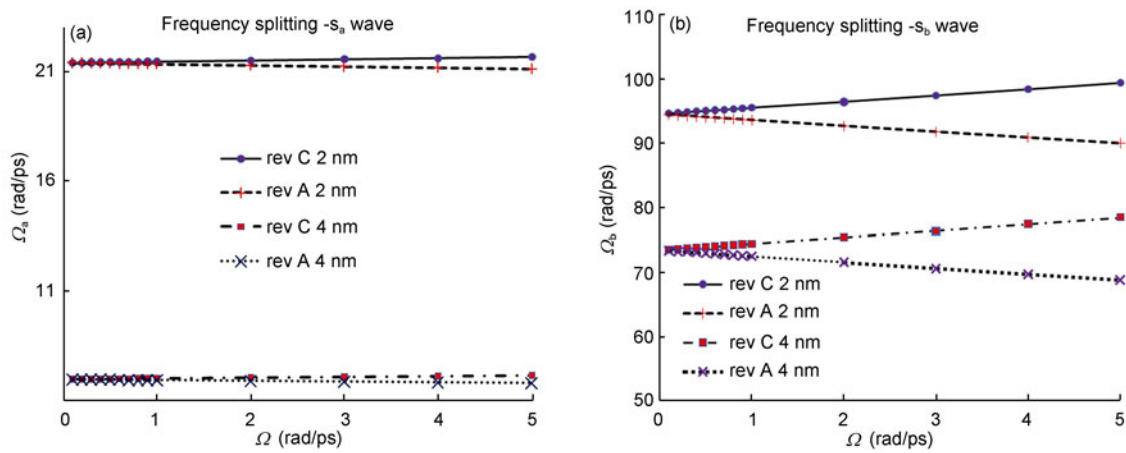 (a) Frequency splitting -sₐ wave
21
16
11
Ωₐ (rad/ps)
rev C 2 nm
rev A 2 nm
rev C 4 nm
rev A 4 nm
0 1 2 3 4 5
Ω (rad/ps)
(b) Frequency splitting -s_b wave
110
100
90
80
70
60
50
Ω_b (rad/ps)
rev C 2 nm
rev A 2 nm
rev C 4 nm
rev A 4 nm
0 1 2 3 4 5
Ω (rad/ps)